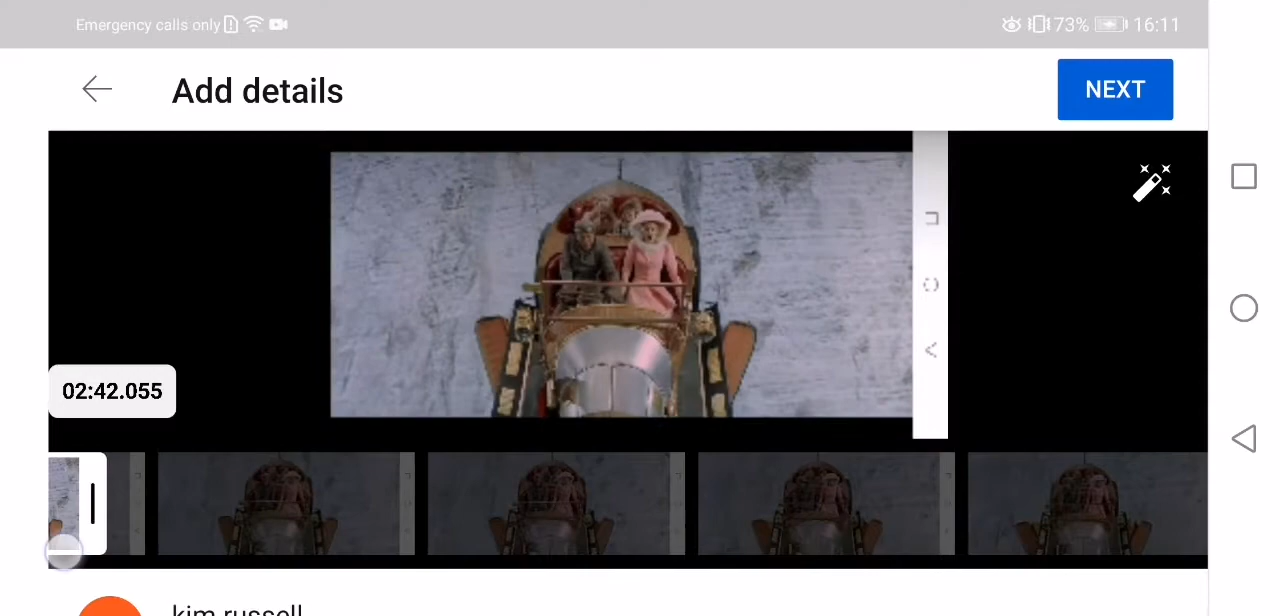 Emergency calls only
73% 16:11
Add details
NEXT
02:42.055
kim russell